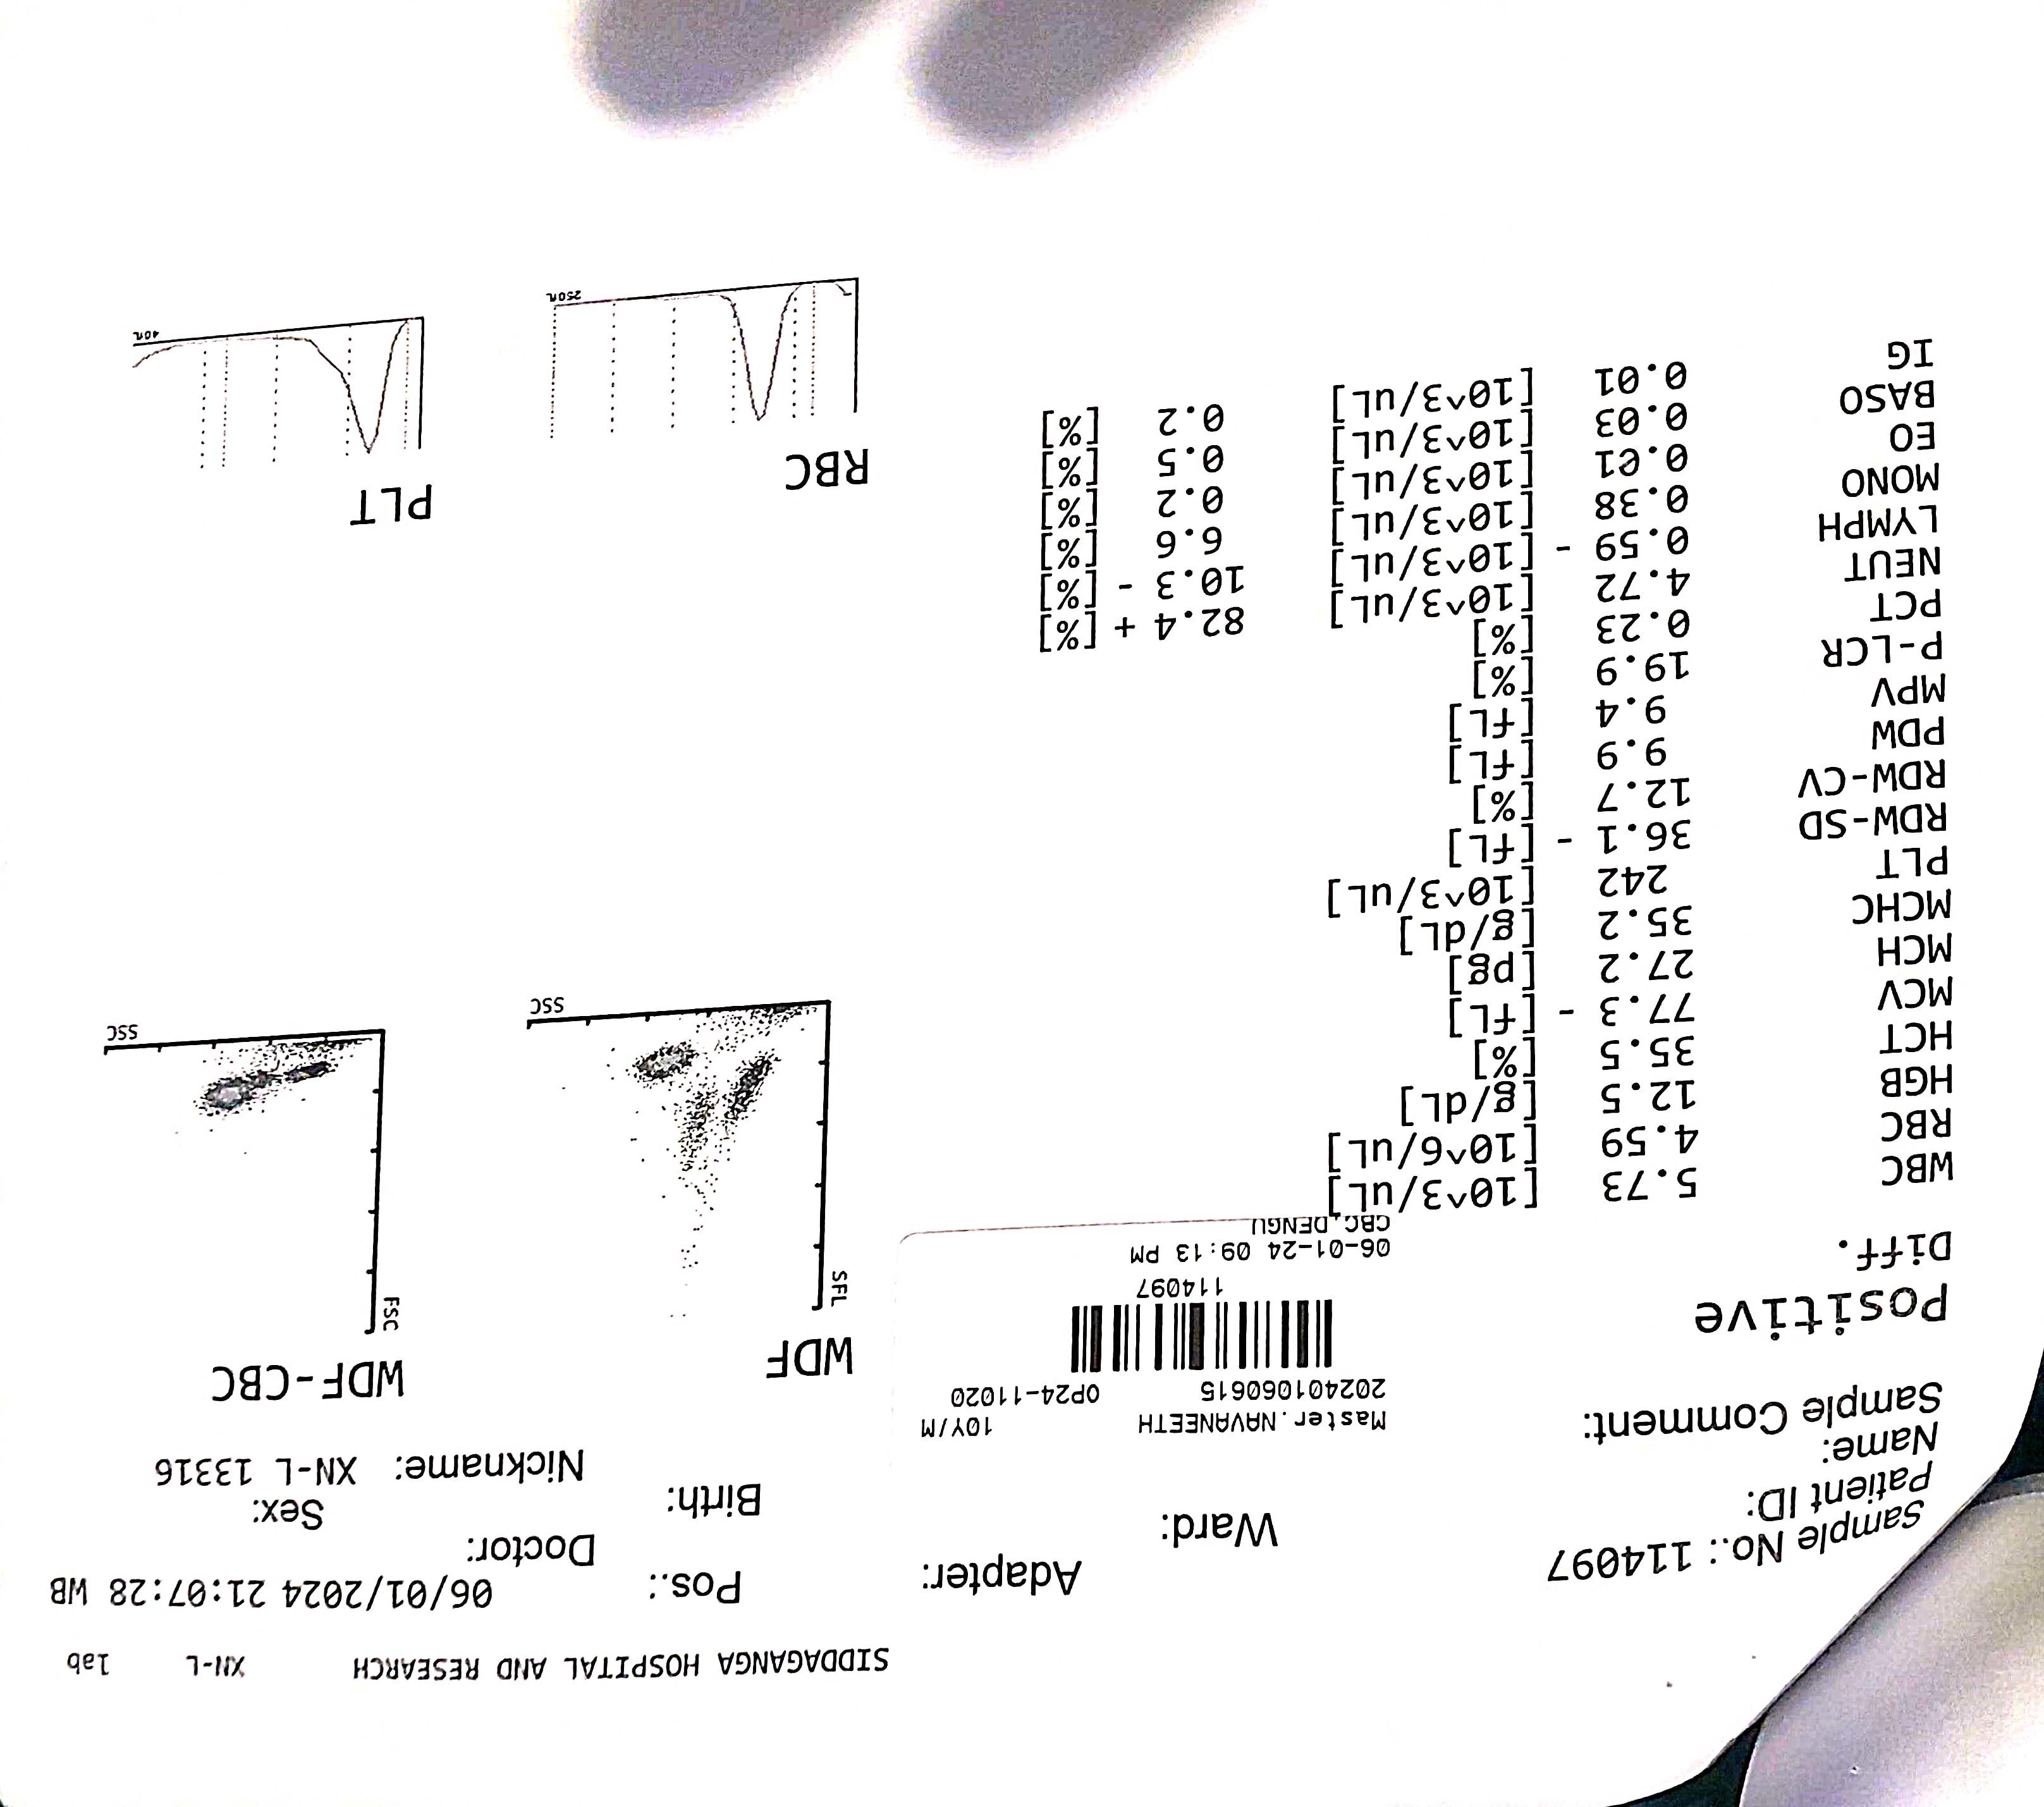 SIDDAGANGA HOSPITAL AND RESEARCH XN-L lab
Sample No.: 114097 Adapter: Pos.: 06/01/2024 21:07:28 WB
Patient ID: Ward: Doctor:
Name: Birth: Sex:
Sample Comment: Nickname: XN-L 13316
Master.NAVANEETH 10Y/M
202401060615 OP24-11020
114097
06-01-24 09:13 PM
CBC,DENGU
Positive
Diff.
WBC 5.73 [10^3/uL]
RBC 4.59 [10^6/uL]
HGB 12.5 [g/dL]
HCT 35.5 [%]
MCV 77.3 - [fL]
MCH 27.2 [pg]
MCHC 35.2 [g/dL]
PLT 242 [10^3/uL]
RDW-SD 36.1 - [fL]
RDW-CV 12.7 [%]
PDW 9.9 [fL]
MPV 9.4 [fL]
P-LCR 19.9 [%]
PCT 0.23 [%]
NEUT 4.72 [10^3/uL] 82.4 + [%]
LYMPH 0.59 - [10^3/uL] 10.3 - [%]
MONO 0.38 [10^3/uL] 6.6 [%]
EO 0.01 [10^3/uL] 0.2 [%]
BASO 0.03 [10^3/uL] 0.5 [%]
IG 0.01 [10^3/uL] 0.2 [%]
WDF
SFL
SSC
WDF-CBC
FSC
SSC
RBC
250fL
PLT
40fL